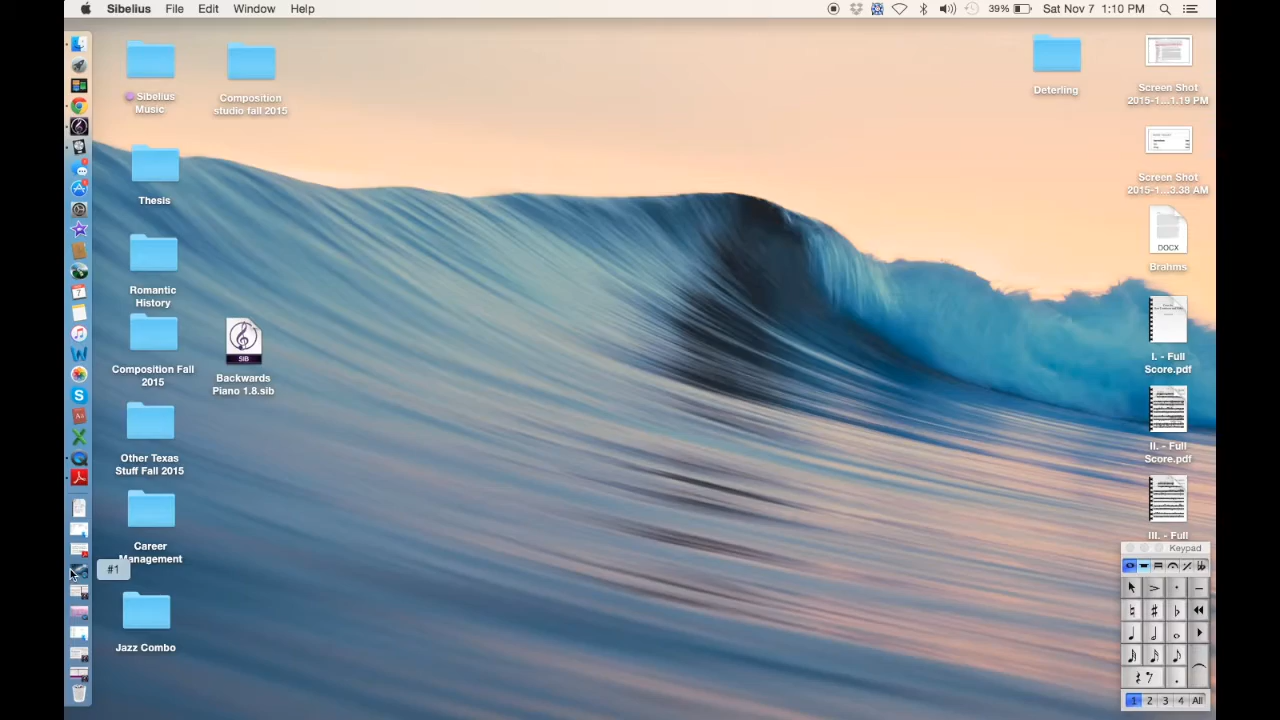 Sibelius File Edit Window Help 39% Sat Nov 7 1:10 PM
Sibelius
Music
Composition
studio fall 2015
Deterling
Screen Shot
2015-1...1.19 PM
Screen Shot
2015-1...3.38 AM
Thesis
DOCX
Brahms
Romantic
History
SIB
Backwards
Piano 1.8.sib
Composition Fall
2015
I. - Full
Score.pdf
Other Texas
Stuff Fall 2015
II. - Full
Score.pdf
Career
Management
#1
III. - Full
Keypad
Jazz Combo
1 2 3 4 All